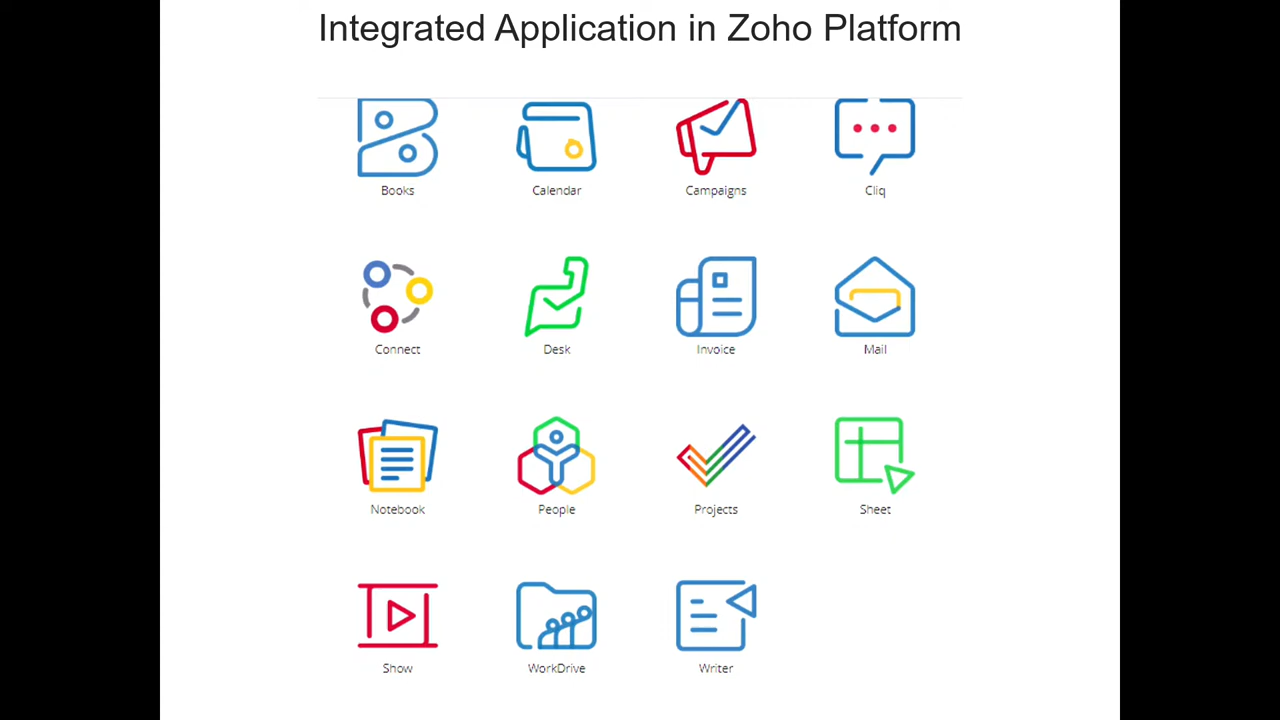 Integrated Application in Zoho Platform
Books
Calendar
Campaigns
Cliq
Connect
Desk
Invoice
Mail
Notebook
People
Projects
Sheet
Show
WorkDrive
Writer